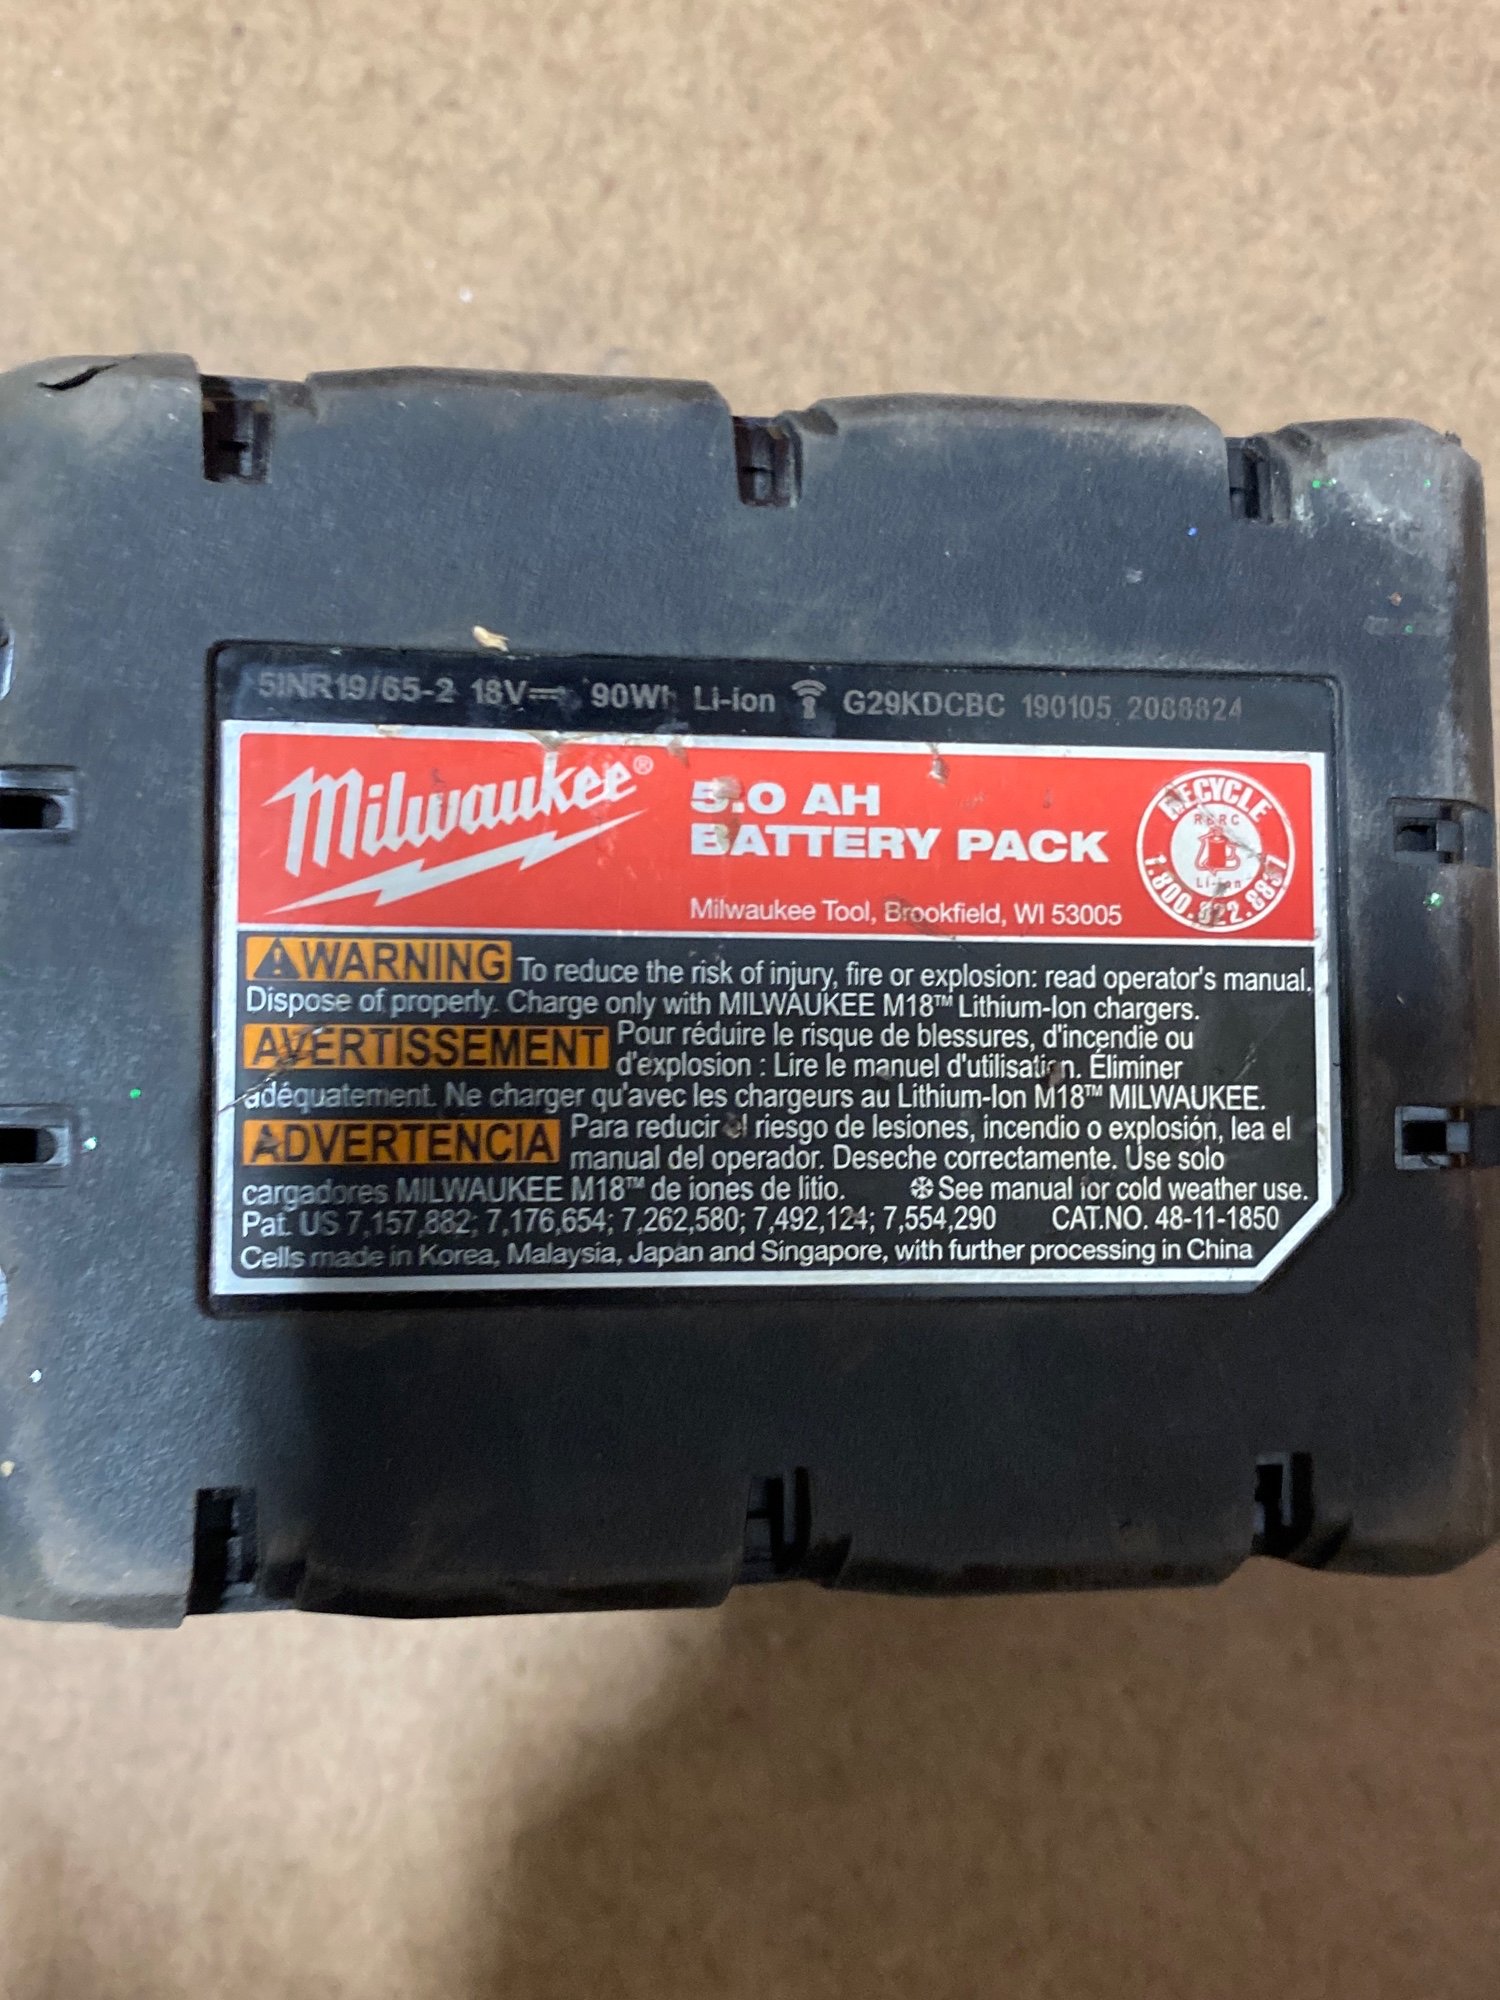 5INR19/65-2 18V 90Wh Li-ion G29KDCBC 190105 2088824
Milwaukee®
5.0 AH
BATTERY PACK
Milwaukee Tool, Brookfield, WI 53005
RECYCLE
RBRC
Li-ion
1.800.822.8837
WARNING To reduce the risk of injury, fire or explosion: read operator's manual.
Dispose of properly. Charge only with MILWAUKEE M18™ Lithium-Ion chargers.
AVERTISSEMENT Pour réduire le risque de blessures, d'incendie ou
d'explosion : Lire le manuel d'utilisation. Éliminer
adéquatement. Ne charger qu'avec les chargeurs au Lithium-Ion M18™ MILWAUKEE.
ADVERTENCIA Para reducir el riesgo de lesiones, incendio o explosión, lea el
manual del operador. Deseche correctamente. Use solo
cargadores MILWAUKEE M18™ de iones de litio. See manual for cold weather use.
Pat. US 7,157,882; 7,176,654; 7,262,580; 7,492,124; 7,554,290 CAT.NO. 48-11-1850
Cells made in Korea, Malaysia, Japan and Singapore, with further processing in China